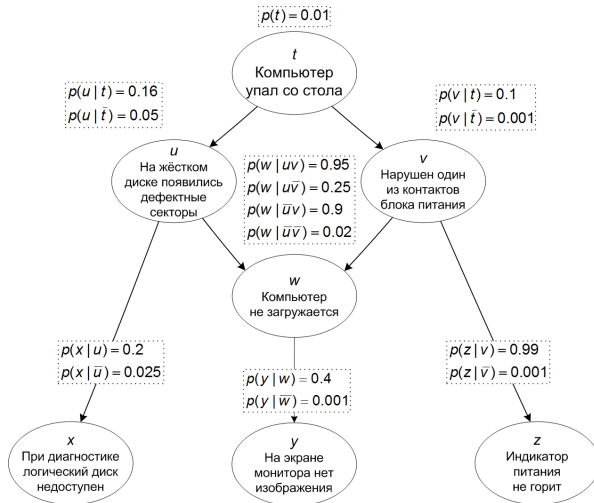 p(t) = 0.01
t
Компьютер
упал со стола
p(u | t) = 0.16
p(u | t̄) = 0.05
p(v | t) = 0.1
p(v | t̄) = 0.001
u
На жёстком
диске появились
дефектные
секторы
p(w | uv) = 0.95
p(w | uv̄) = 0.25
p(w | ūv) = 0.9
p(w | ūv̄) = 0.02
v
Нарушен один
из контактов
блока питания
w
Компьютер
не загружается
p(x | u) = 0.2
p(x | ū) = 0.025
p(y | w) = 0.4
p(y | w̄) = 0.001
p(z | v) = 0.99
p(z | v̄) = 0.001
x
При диагностике
логический диск
недоступен
y
На экране
монитора нет
изображения
z
Индикатор
питания
не горит